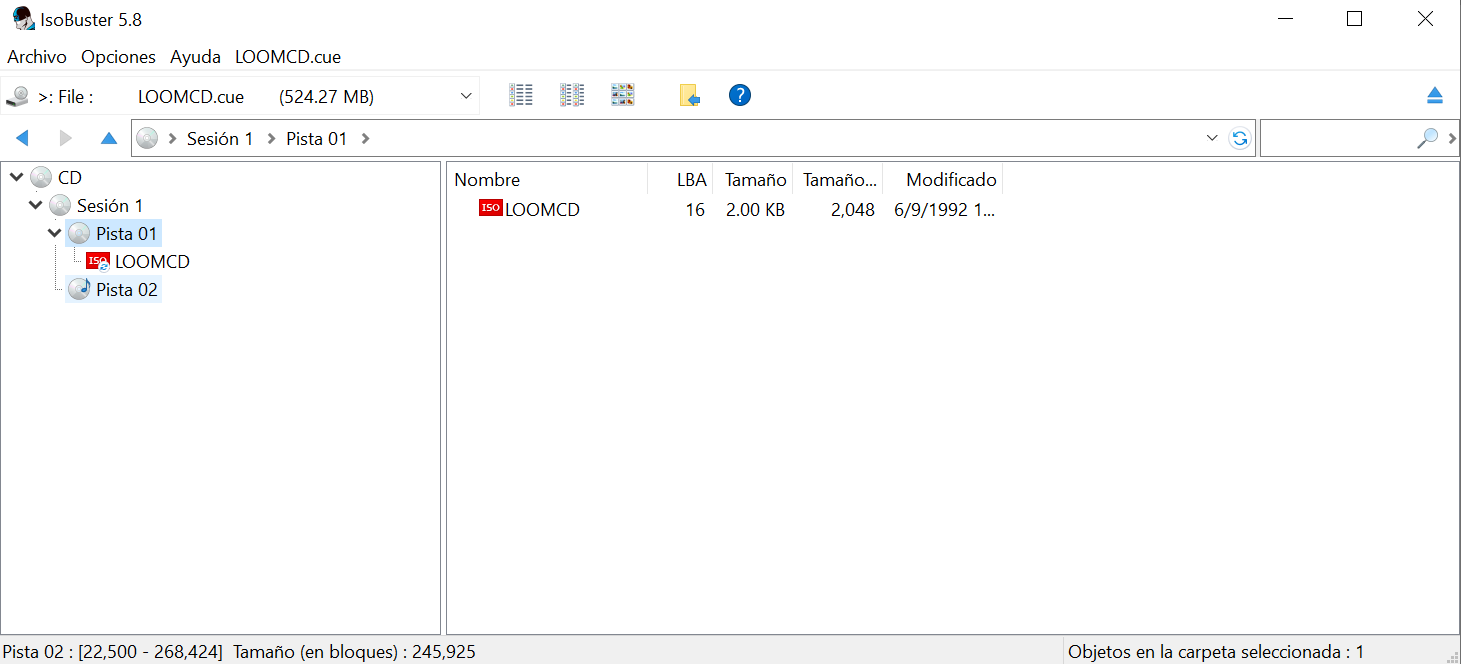 IsoBuster 5.8
Archivo Opciones Ayuda LOOMCD.cue
>: File : LOOMCD.cue (524.27 MB)
?
Sesión 1 Pista 01
CD
Sesión 1
Pista 01
ISO LOOMCD
Pista 02
Nombre LBA Tamaño Tamaño... Modificado
ISO LOOMCD 16 2.00 KB 2,048 6/9/1992 1...
Pista 02 : [22,500 - 268,424] Tamaño (en bloques) : 245,925
Objetos en la carpeta seleccionada : 1